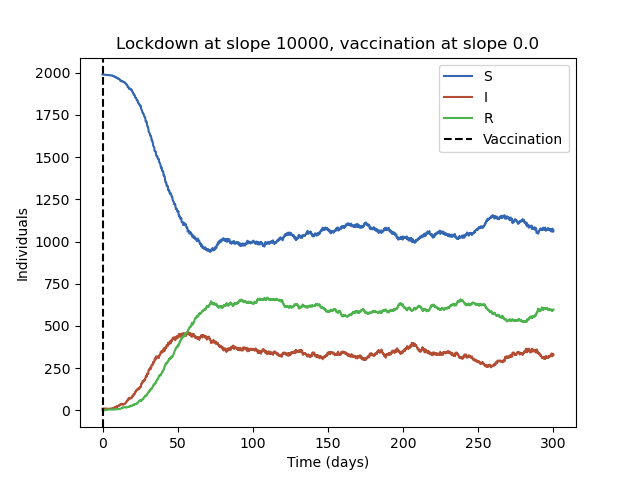 Lockdown at slope 10000, vaccination at slope 0.0
S
I
R
Vaccination
2000
1750
1500
1250
1000
750
500
250
0
Individuals
0 50 100 150 200 250 300
Time (days)